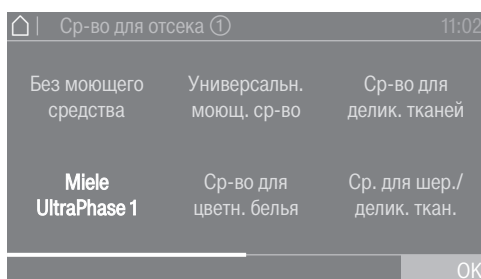 Ср-во для отсека ① 11:02
Без моющего Универсальн. Ср-во для
средства моющ. ср-во делик. тканей
Miele Ср-во для Ср. для шер./
UltraPhase 1 цветн. белья делик. ткан.
OK